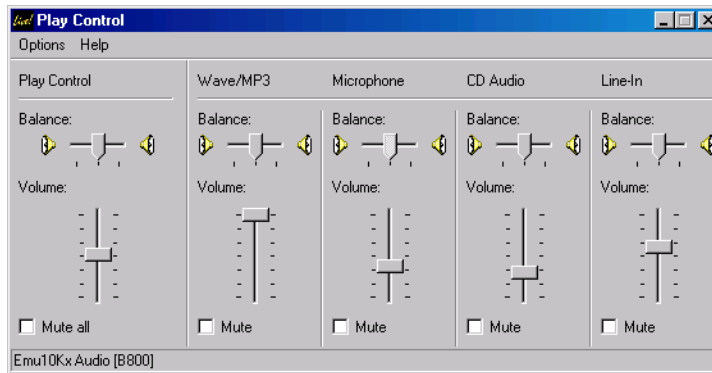 Live! Play Control
Options Help
Play Control Wave/MP3 Microphone CD Audio Line-In
Balance: Balance: Balance: Balance: Balance:
Volume: Volume: Volume: Volume: Volume:
Mute all Mute Mute Mute Mute
Emu10Kx Audio [B800]